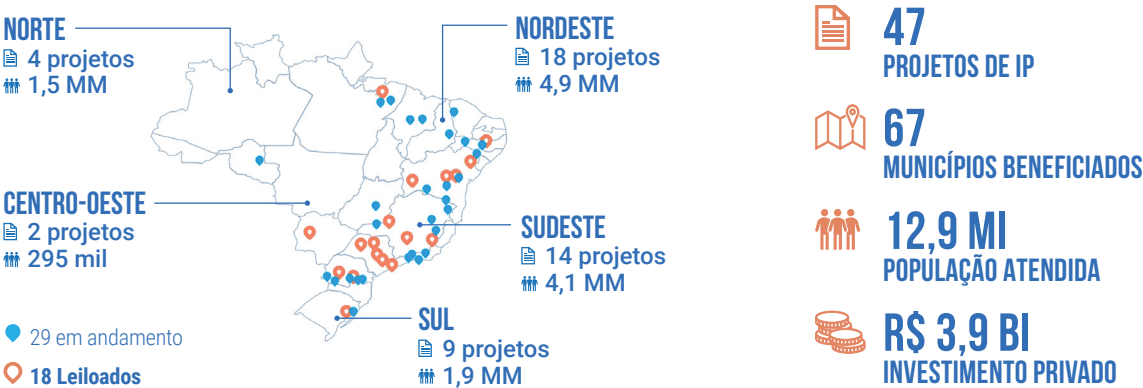 NORTE
4 projetos
1,5 MM
NORDESTE
18 projetos
4,9 MM
CENTRO-OESTE
2 projetos
295 mil
SUDESTE
14 projetos
4,1 MM
SUL
9 projetos
1,9 MM
29 em andamento
18 Leiloados
47
PROJETOS DE IP
67
MUNICÍPIOS BENEFICIADOS
12,9 MI
POPULAÇÃO ATENDIDA
R$ 3,9 BI
INVESTIMENTO PRIVADO